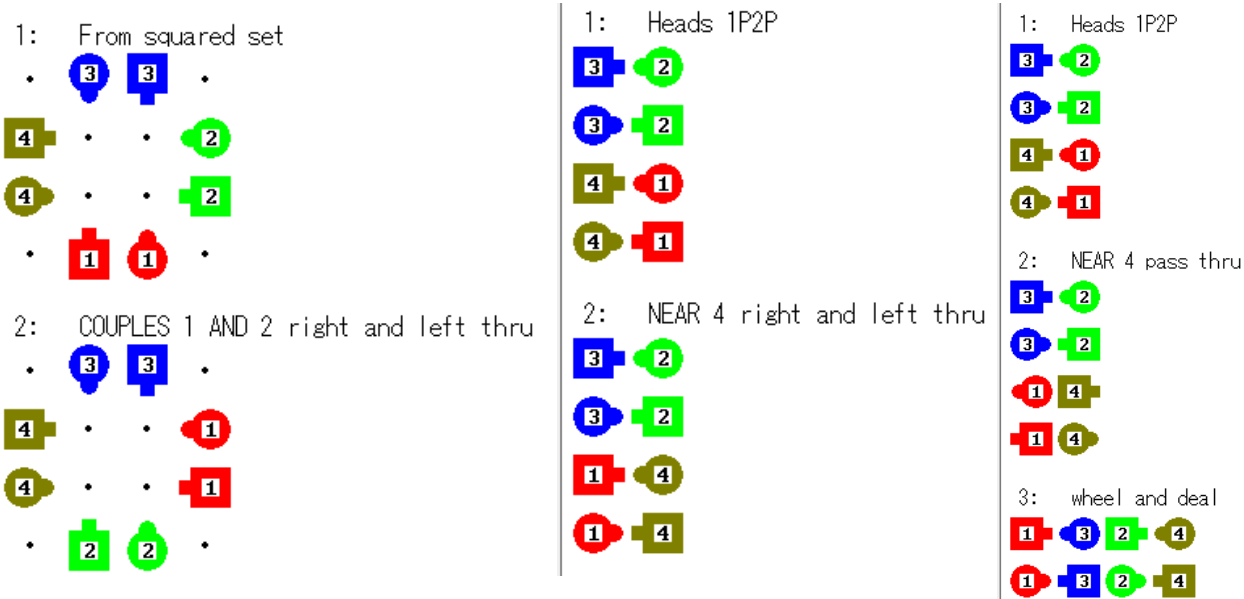 1: From squared set
3 3
4 2
4 2
1 1
2: COUPLES 1 AND 2 right and left thru
3 3
4 1
4 1
2 2
1: Heads 1P2P
3 2
3 2
4 1
4 1
2: NEAR 4 right and left thru
3 2
3 2
1 4
1 4
1: Heads 1P2P
3 2
3 2
4 1
4 1
2: NEAR 4 pass thru
3 2
3 2
1 4
1 4
3: wheel and deal
1 3 2 4
1 3 2 4